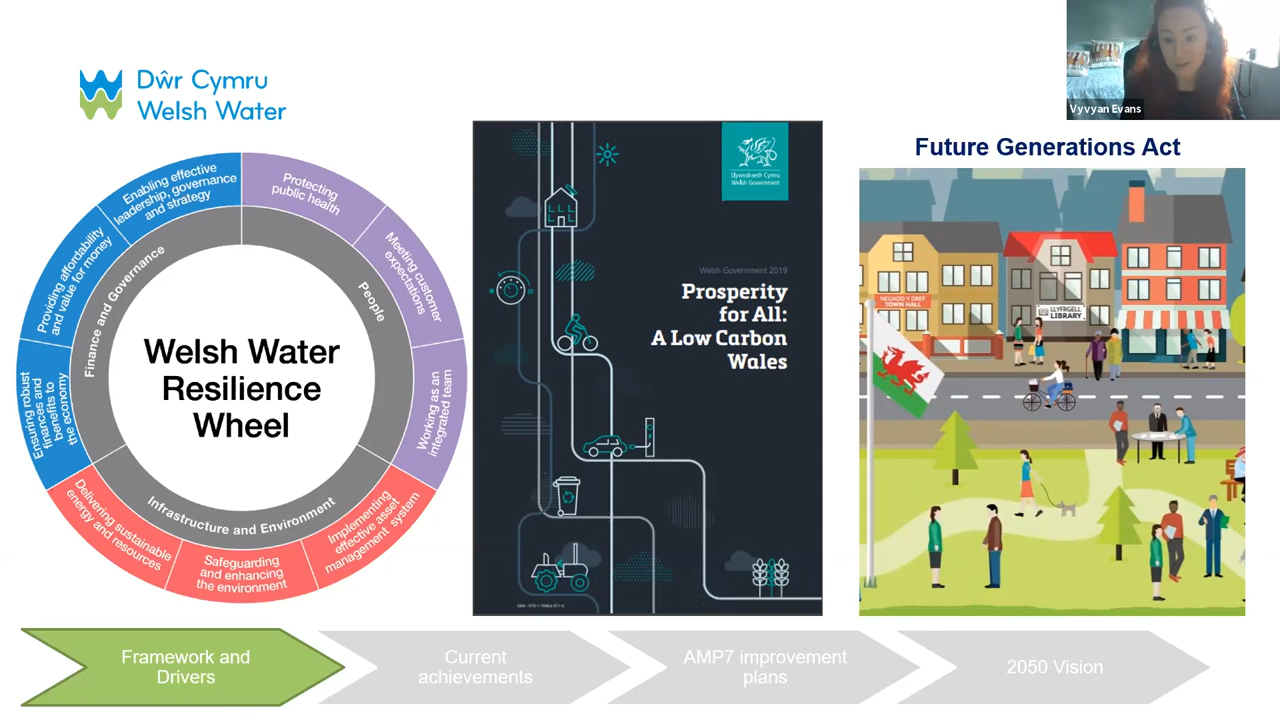 Dŵr Cymru
Welsh Water
Vyvyan Evans
Future Generations Act
Enabling effective
leadership, governance
and strategy
Protecting
public health
Meeting customer
expectations
Working as an
integrated team
Implementing
effective asset
management system
Safeguarding
and enhancing
the environment
Delivering sustainable
energy and resources
Ensuring robust
finances and
benefits to
the economy
Providing affordability
and value for money
Finance and Governance
People
Infrastructure and Environment
Welsh Water
Resilience
Wheel
Llywodraeth Cymru
Welsh Government
Welsh Government 2019
Prosperity
for All:
A Low Carbon
Wales
NEUADD Y DREF
TOWN HALL
LLYFRGELL
LIBRARY
Framework and
Drivers
Current
achievements
AMP7 improvement
plans
2050 Vision